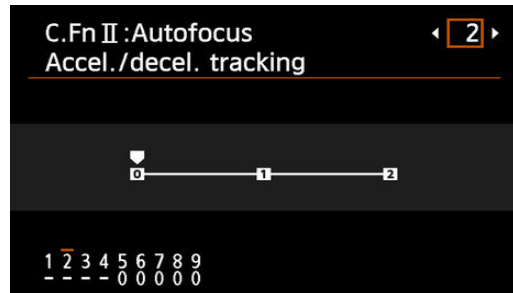 C.Fn II :Autofocus
2
Accel./decel. tracking
0 1 2
1 2 3 4 5 6 7 8 9
- - - - 0 0 0 0 0